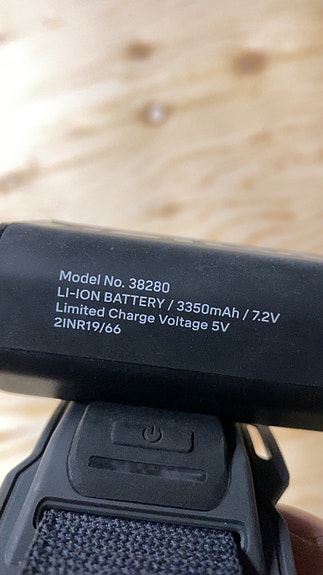 Model No. 38280
LI-ION BATTERY / 3350mAh / 7.2V
Limited Charge Voltage 5V
2INR19/66